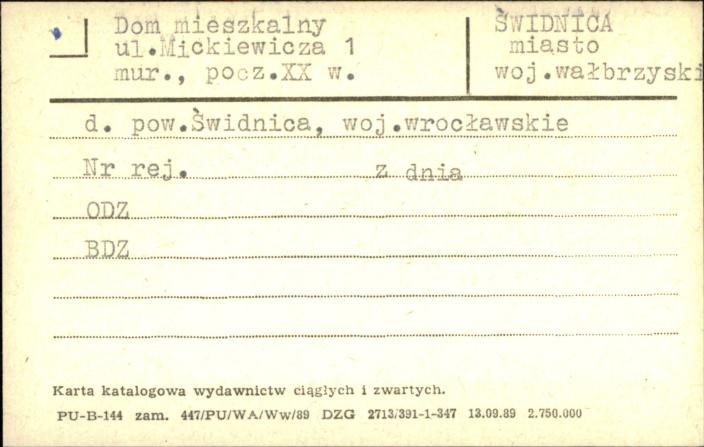 Dom mieszkalny
ul.Mickiewicza 1
mur., pocz.XX w.
ŚWIDNICA
miasto
woj.wałbrzyski
d. pow.Świdnica, woj.wrocławskie
Nr rej. z dnia
ODZ
BDZ
Karta katalogowa wydawnictw ciągłych i zwartych.
PU-B-144 zam. 447/PU/WA/Ww/89 DZG 2713/391-1-347 13.09.89 2.750.000